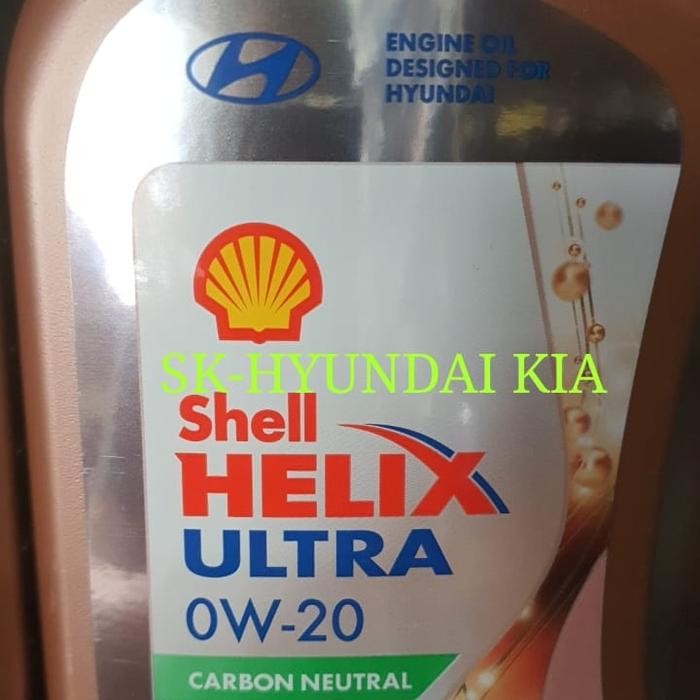 ENGINE OIL
DESIGNED FOR
HYUNDAI
SK-HYUNDAI KIA
Shell
HELIX
ULTRA
0W-20
CARBON NEUTRAL